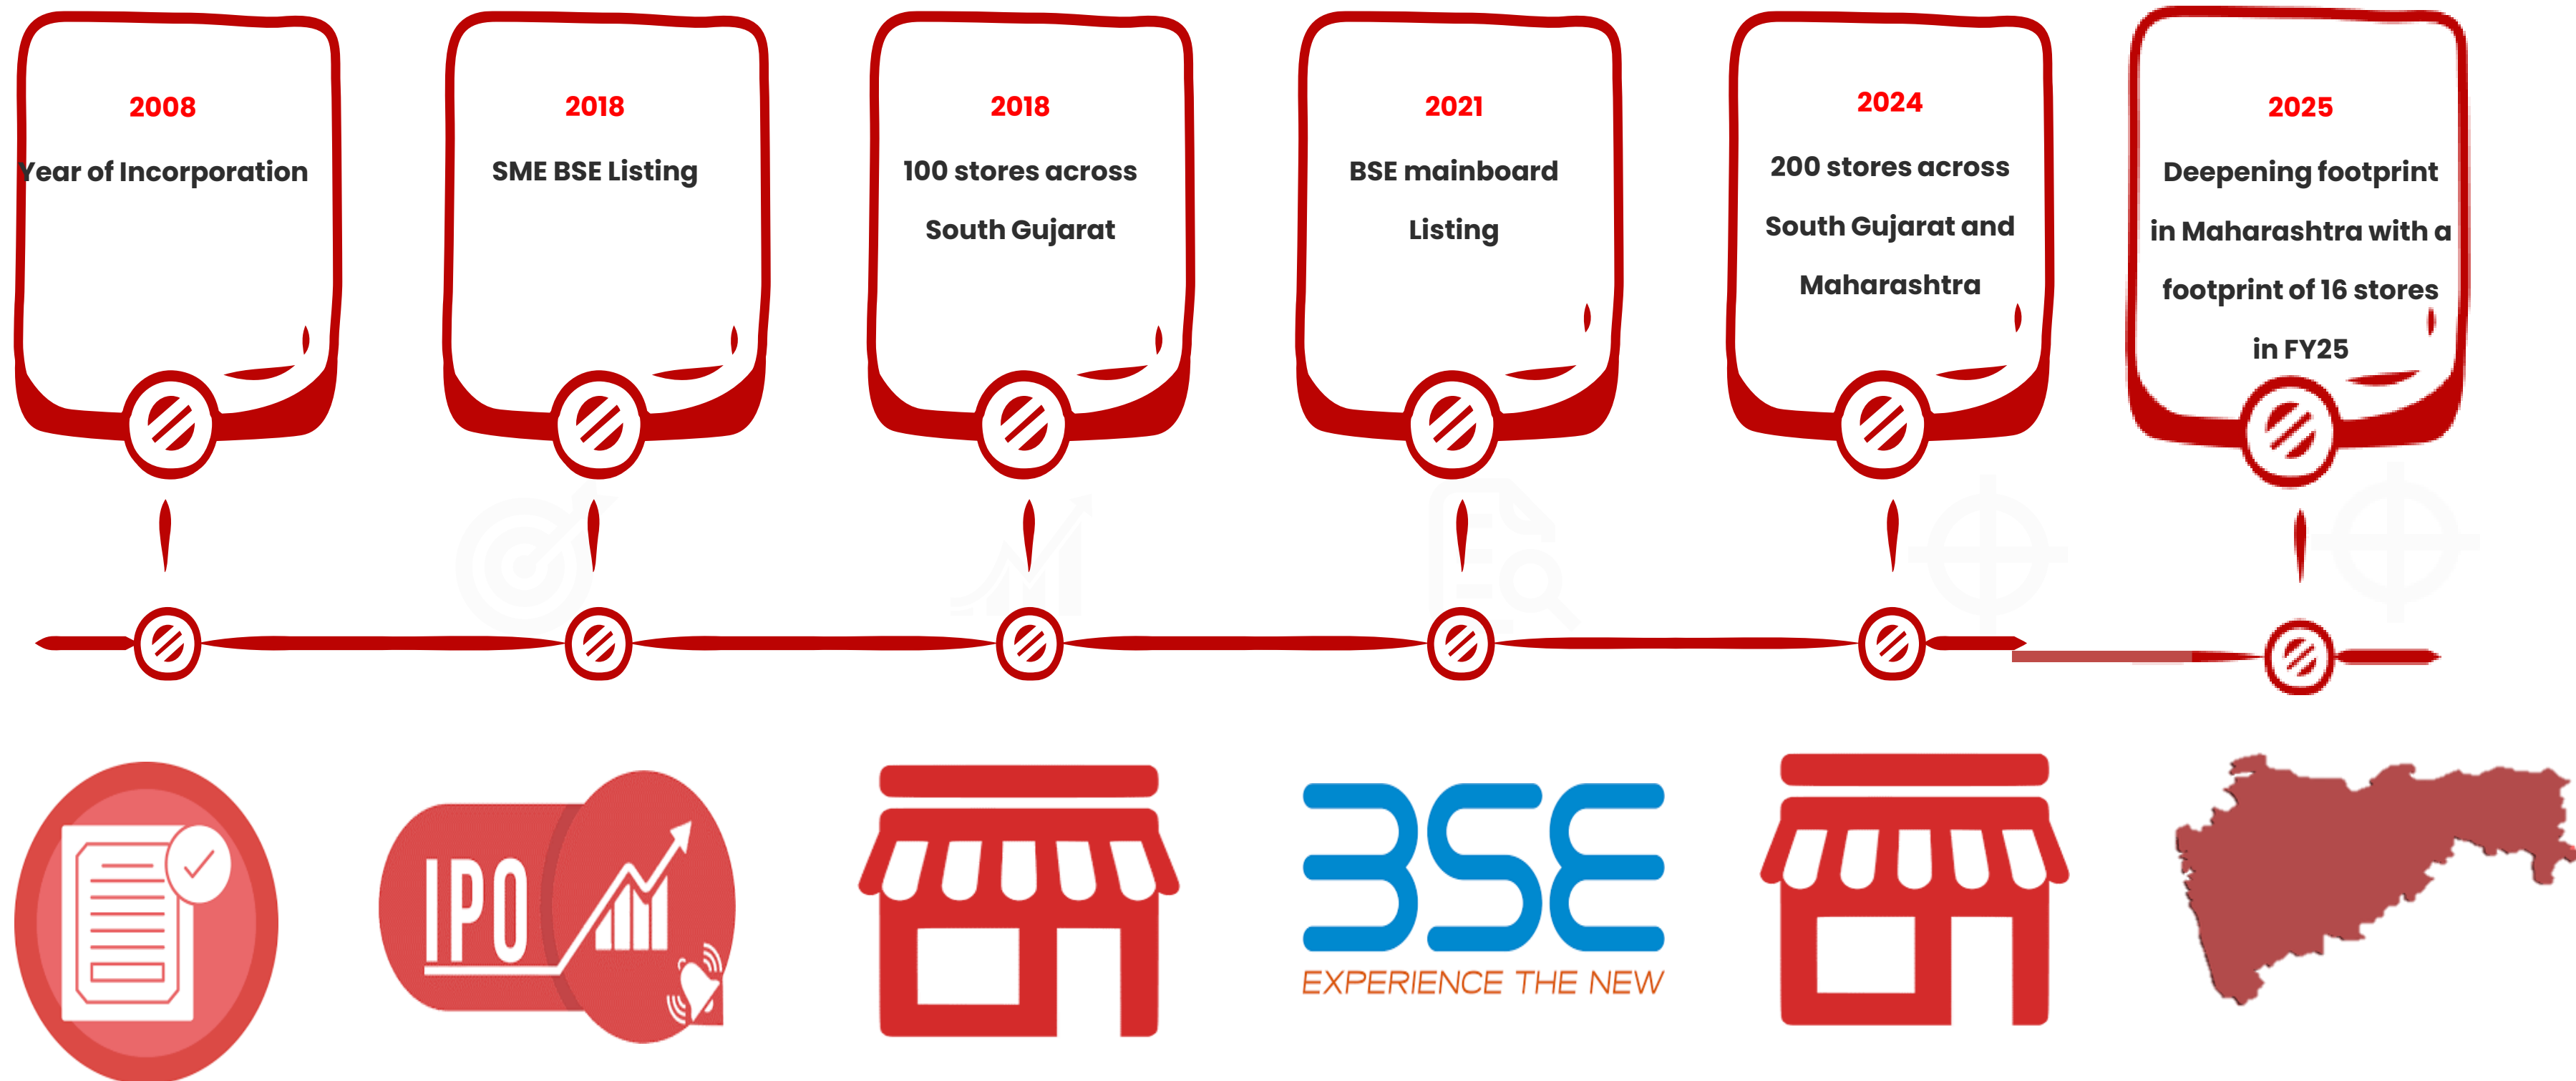 2008
Year of Incorporation
2018
SME BSE Listing
2018
100 stores across
South Gujarat
2021
BSE mainboard
Listing
2024
200 stores across
South Gujarat and
Maharashtra
2025
Deepening footprint
in Maharashtra with a
footprint of 16 stores
in FY25
IPO
BSE
EXPERIENCE THE NEW